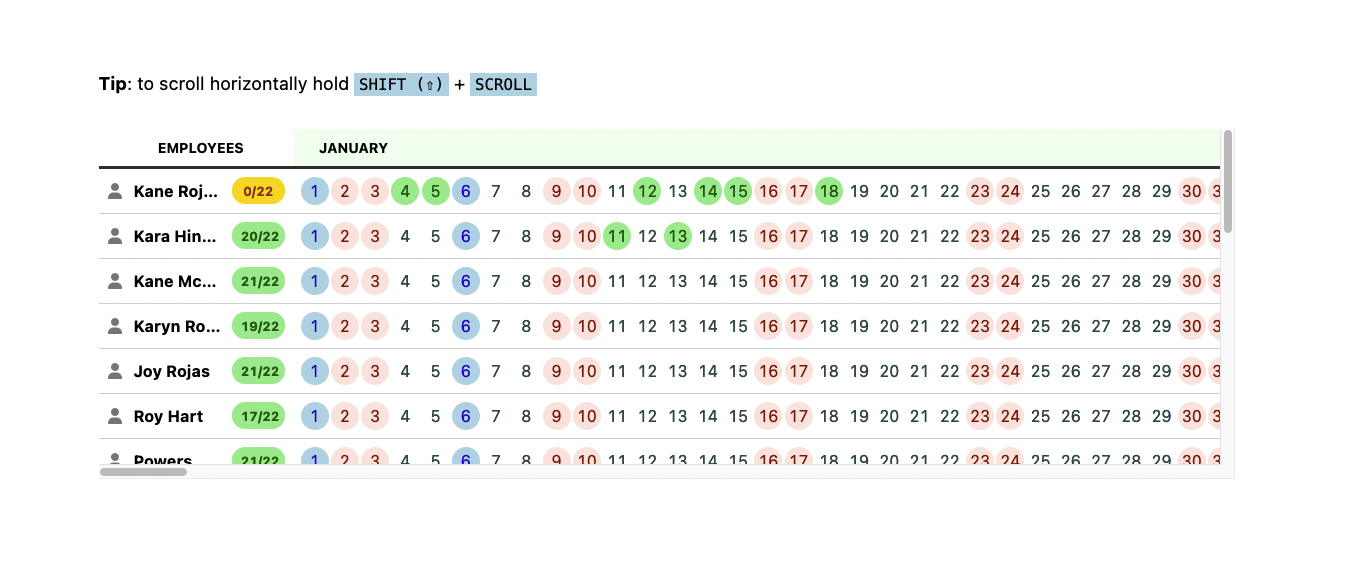 Tip: to scroll horizontally hold SHIFT (⇧) + SCROLL
EMPLOYEES JANUARY
Kane Roj... 0/22 1 2 3 4 5 6 7 8 9 10 11 12 13 14 15 16 17 18 19 20 21 22 23 24 25 26 27 28 29 30
Kara Hin... 20/22 1 2 3 4 5 6 7 8 9 10 11 12 13 14 15 16 17 18 19 20 21 22 23 24 25 26 27 28 29 30
Kane Mc... 21/22 1 2 3 4 5 6 7 8 9 10 11 12 13 14 15 16 17 18 19 20 21 22 23 24 25 26 27 28 29 30
Karyn Ro... 19/22 1 2 3 4 5 6 7 8 9 10 11 12 13 14 15 16 17 18 19 20 21 22 23 24 25 26 27 28 29 30
Joy Rojas 21/22 1 2 3 4 5 6 7 8 9 10 11 12 13 14 15 16 17 18 19 20 21 22 23 24 25 26 27 28 29 30
Roy Hart 17/22 1 2 3 4 5 6 7 8 9 10 11 12 13 14 15 16 17 18 19 20 21 22 23 24 25 26 27 28 29 30
Powers 21/22 1 2 3 4 5 6 7 8 9 10 11 12 13 14 15 16 17 18 19 20 21 22 23 24 25 26 27 28 29 30